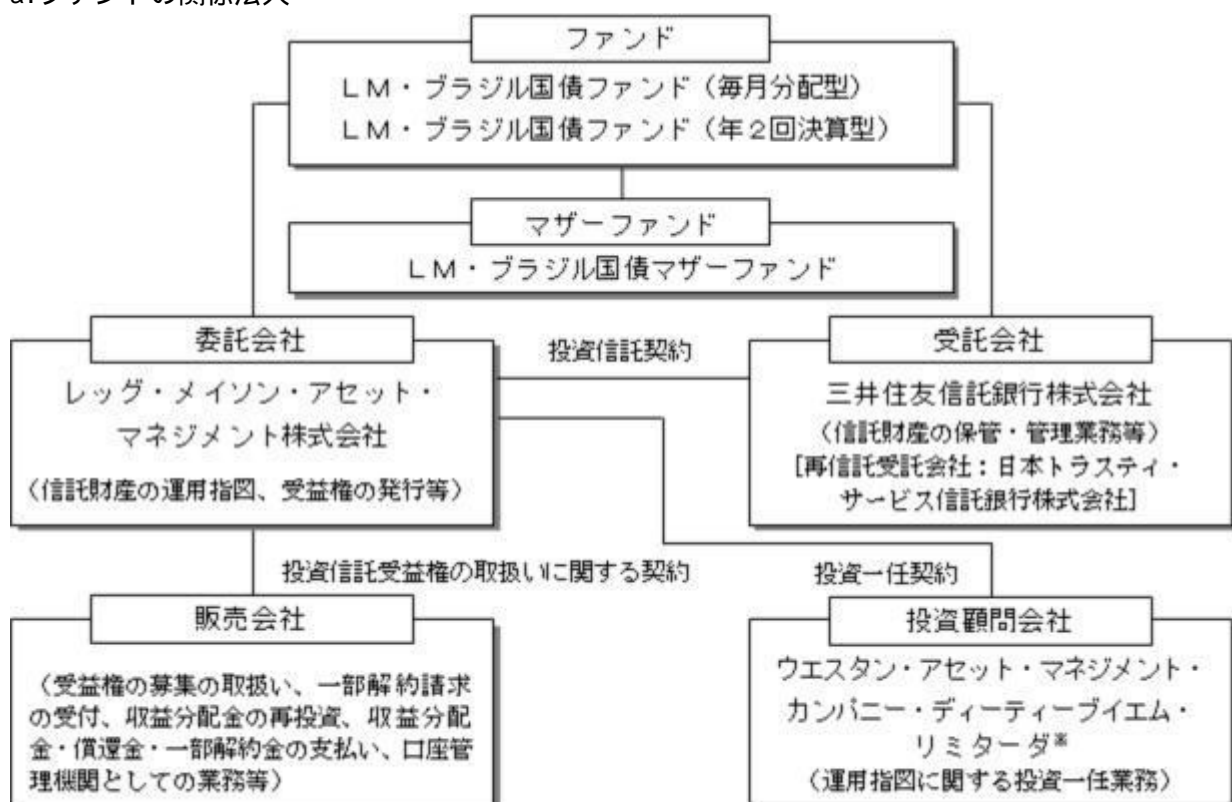 a.ファンドの関係法人
ファンド
LM・ブラジル国債ファンド(毎月分配型)
LM・ブラジル国債ファンド(年2回決算型)
マザーファンド
LM・ブラジル国債マザーファンド
委託会社
レッグ・メイソン・アセット・
マネジメント株式会社
(信託財産の運用指図、受益権の発行等)
投資信託契約
受託会社
三井住友信託銀行株式会社
(信託財産の保管・管理業務等)
[再信託受託会社:日本トラスティ・
サービス信託銀行株式会社]
投資信託受益権の取扱いに関する契約
投資一任契約
販売会社
(受益権の募集の取扱い、一部解約請求
の受付、収益分配金の再投資、収益分配
金・償還金・一部解約金の支払い、口座管
理機関としての業務等)
投資顧問会社
ウエスタン・アセット・マネジメント・
カンパニー・ディーティーブイエム・
リミターダ※
(運用指図に関する投資一任業務)